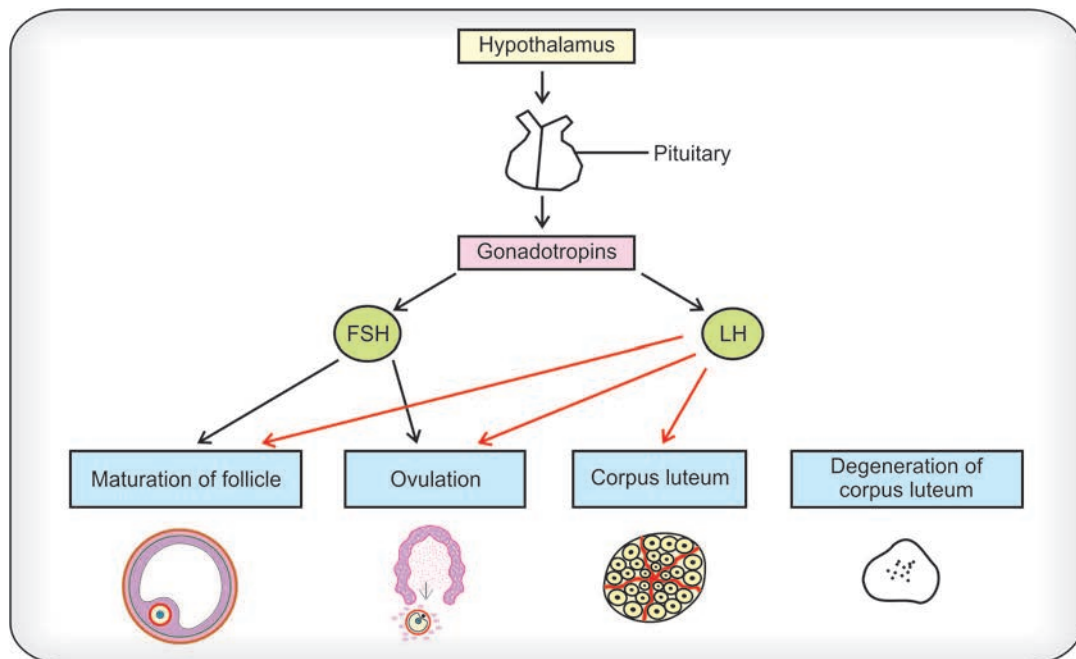 Hypothalamus
Pituitary
Gonadotropins
FSH
LH
Maturation of follicle
Ovulation
Corpus luteum
Degeneration of
corpus luteum